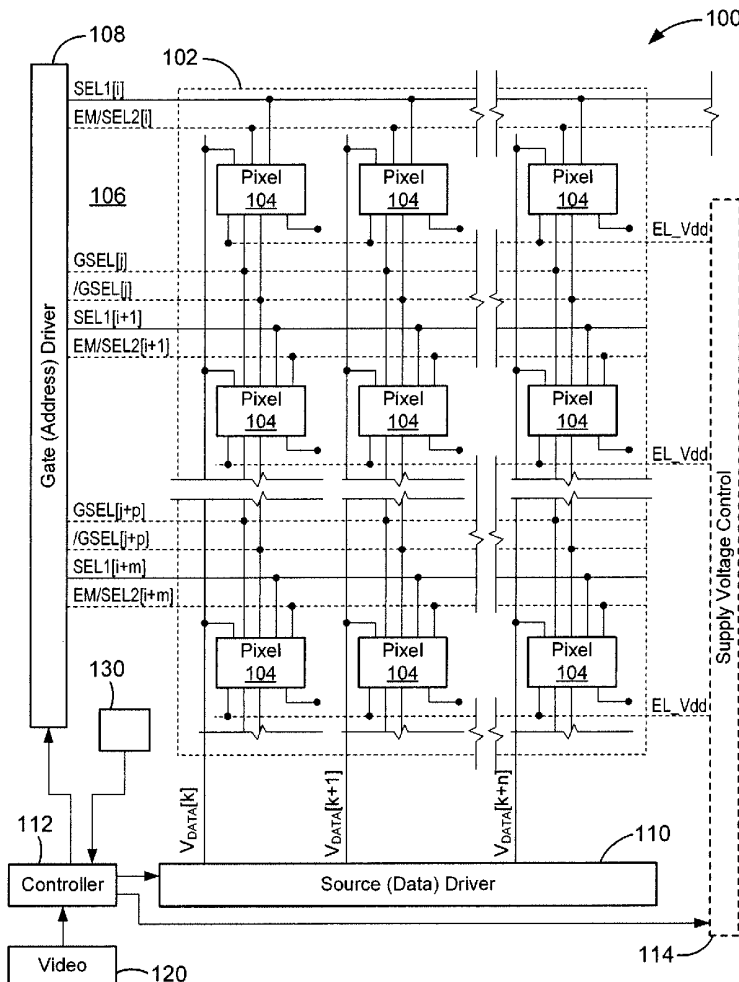 100
108
102
SEL1[i]
EM/SEL2[i]
Pixel
104
Pixel
104
Pixel
104
106
EL_Vdd
GSEL[j]
/GSEL[j]
SEL1[i+1]
EM/SEL2[i+1]
Pixel
104
Pixel
104
Pixel
104
EL_Vdd
Gate (Address) Driver
Supply Voltage Control
GSEL[j+p]
/GSEL[j+p]
SEL1[i+m]
EM/SEL2[i+m]
Pixel
104
Pixel
104
Pixel
104
EL_Vdd
130
VDATA[k]
VDATA[k+1]
VDATA[k+n]
112
110
Controller
Source (Data) Driver
114
Video
120